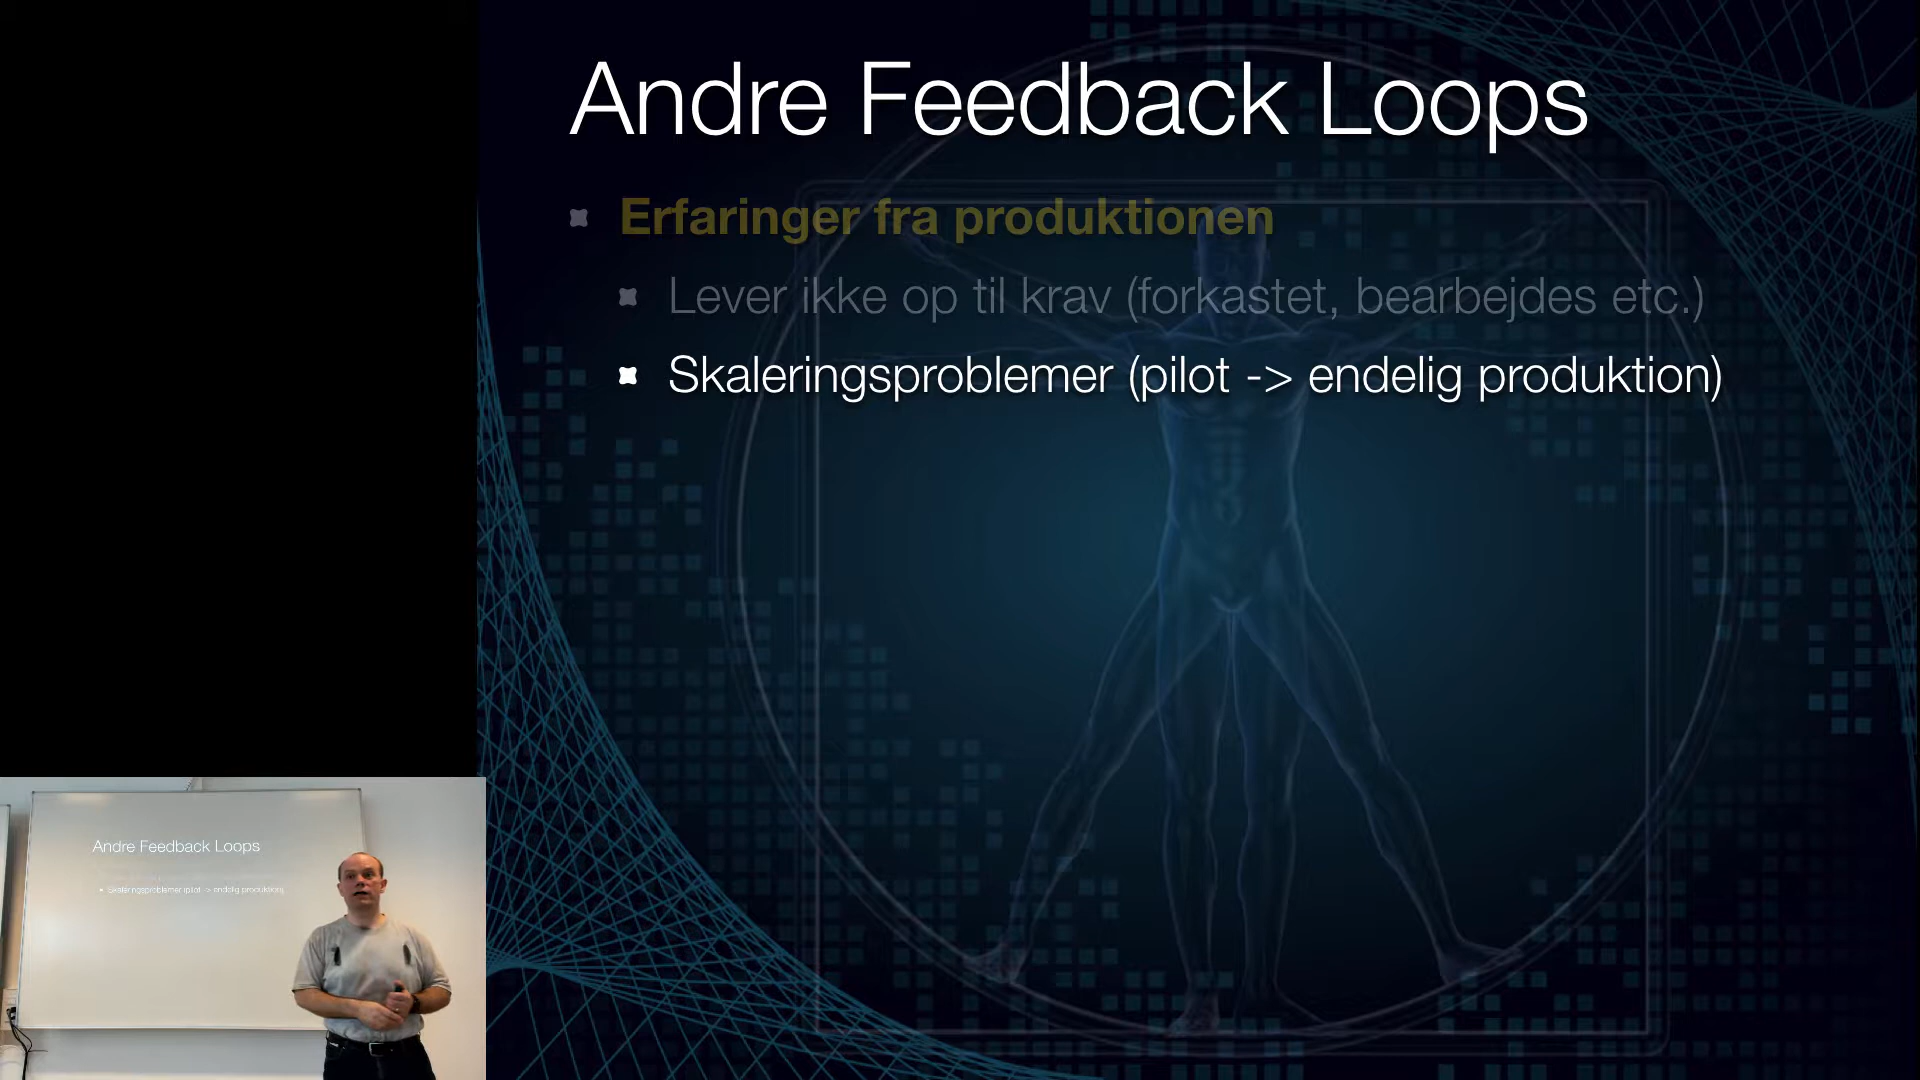 Andre Feedback Loops
Erfaringer fra produktionen
Lever ikke op til krav (forkastet, bearbejdes etc.)
Skaleringsproblemer (pilot -> endelig produktion)
Andre Feedback Loops
Skaleringsproblemer (pilot -> endelig produktion)